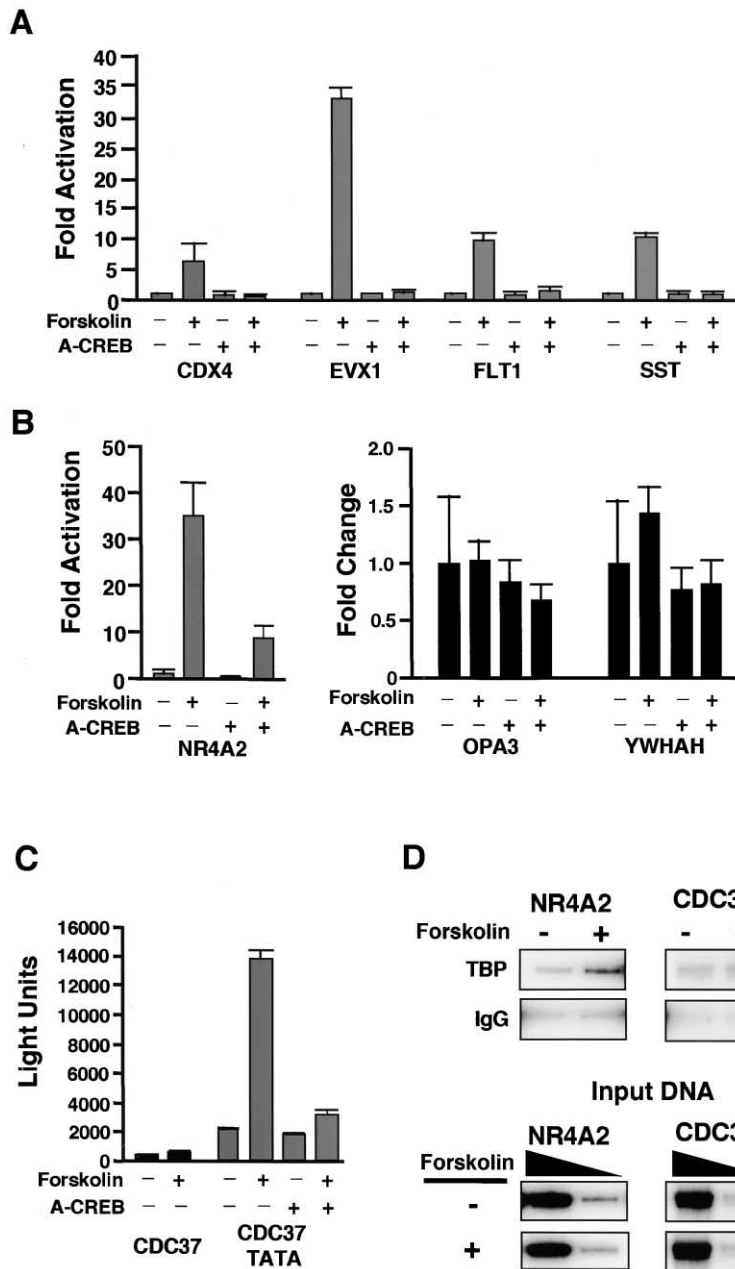 A
Fold Activation
40
35
30
25
20
15
10
5
0
Forskolin – + – + – + – + – + – + – + – +
A-CREB – – + + – – + + – – + + – – + +
CDX4 EVX1 FLT1 SST
B
Fold Activation
50
40
30
20
10
0
Forskolin – + – +
A-CREB – – + +
NR4A2
Fold Change
2.0
1.5
1.0
0.5
0
Forskolin – + – + – + – +
A-CREB – – + + – – + +
OPA3 YWHAH
C
Light Units
16000
14000
12000
10000
8000
6000
4000
2000
0
Forskolin – + – + – +
A-CREB – – – – + +
CDC37 CDC37
TATA
D
NR4A2 CDC3
Forskolin - + -
TBP
IgG
Input DNA
NR4A2 CDC3
Forskolin
-
+